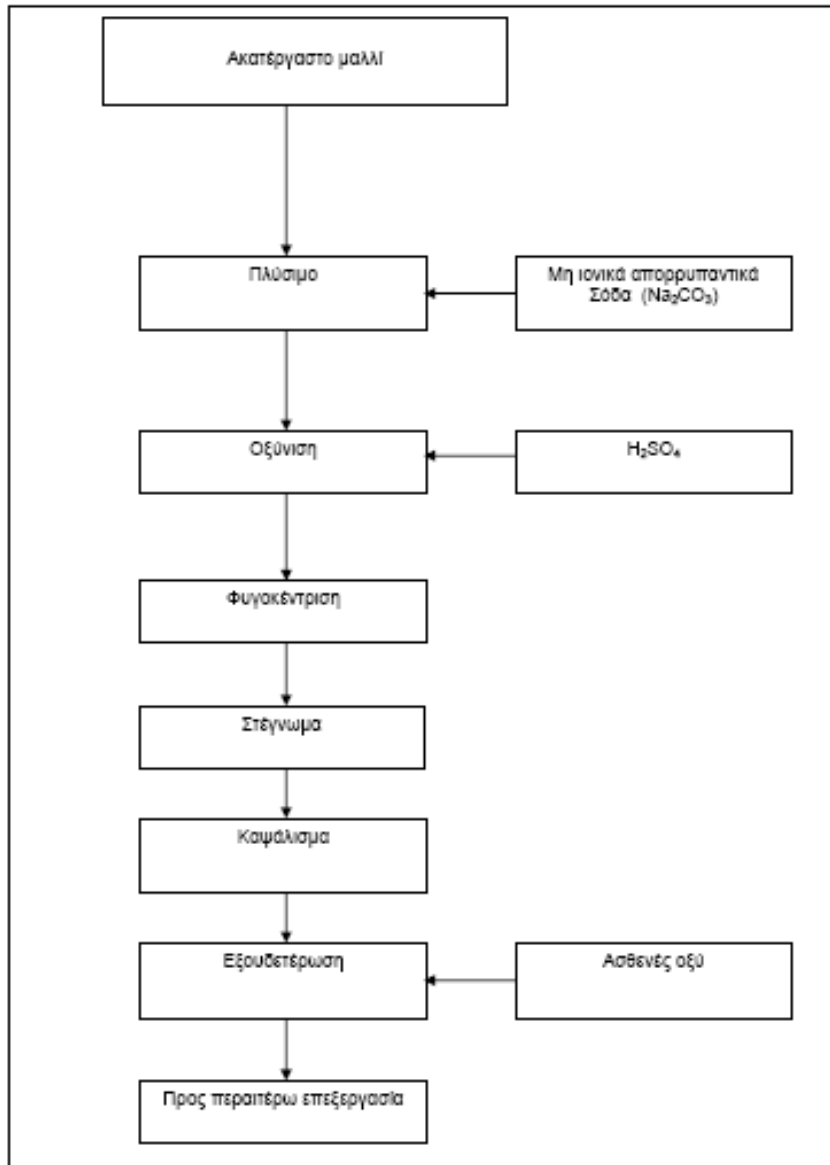 Ακατέργαστο μαλλί
Πλύσιμο
Μη ιονικά απορρυπαντικά
Σόδα (Na₂CO₃)
Οξύνιση
H₂SO₄
Φυγοκέντριση
Στέγνωμα
Καψάλισμα
Εξουδετέρωση
Ασθενές οξύ
Προς περαιτέρω επεξεργασία